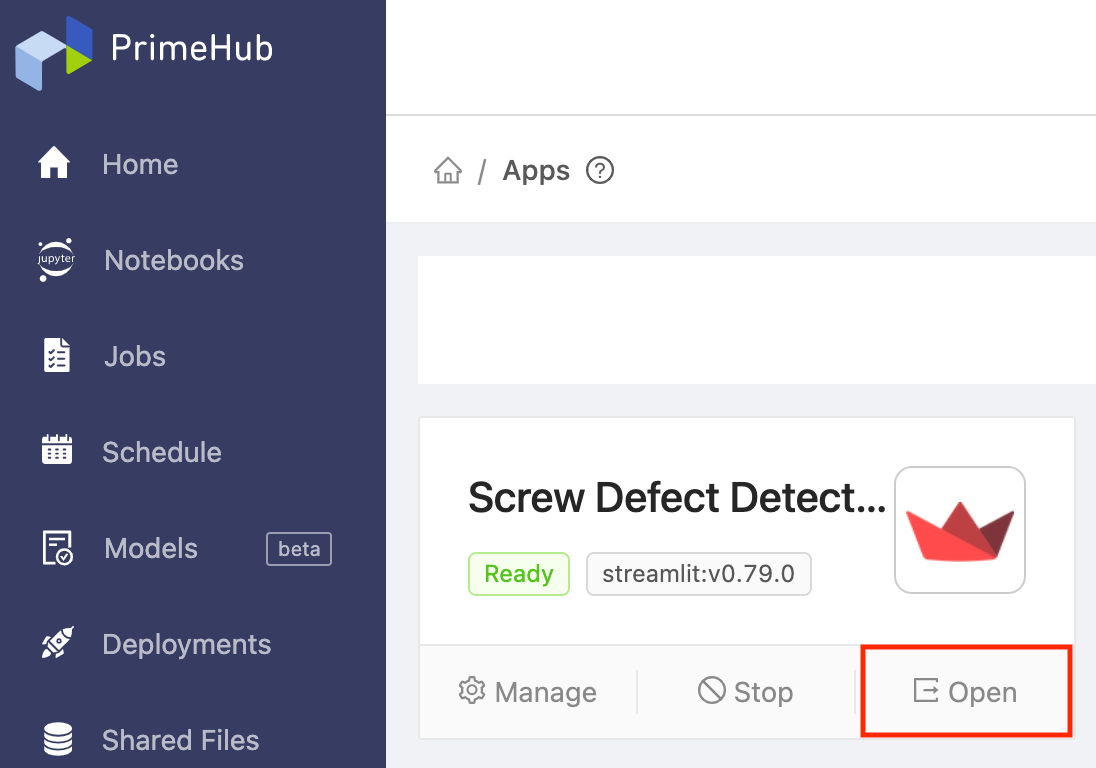 PrimeHub
Home
jupyter
Notebooks
Jobs
Schedule
Models
beta
Deployments
Shared Files
/ Apps ?
Screw Defect Detect...
Ready
streamlit:v0.79.0
Manage
Stop
Open